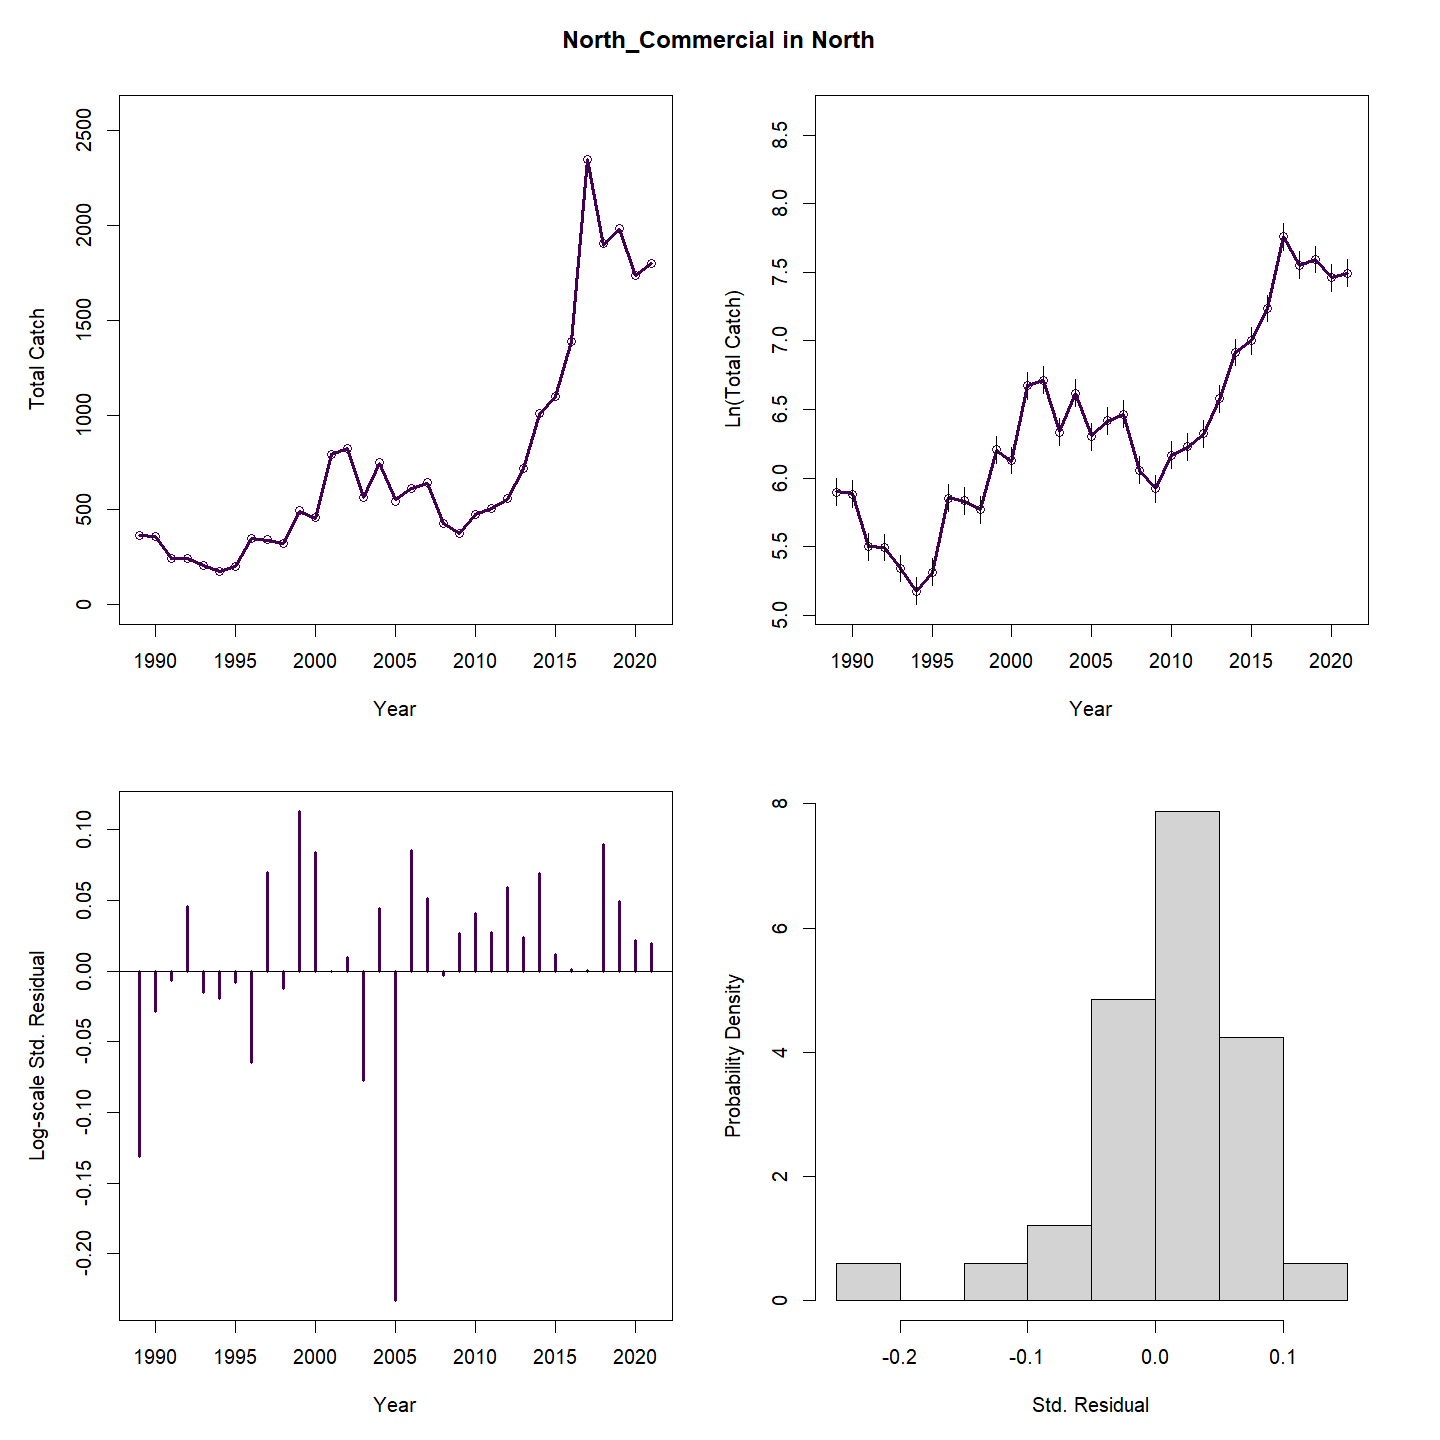 North_Commercial in North
Total Catch
2500
2000
1500
1000
500
0
1990 1995 2000 2005 2010 2015 2020
Year
Ln(Total Catch)
8.5
8.0
7.5
7.0
6.5
6.0
5.5
5.0
1990 1995 2000 2005 2010 2015 2020
Year
Log-scale Std. Residual
0.10
0.05
0.00
-0.05
-0.10
-0.15
-0.20
1990 1995 2000 2005 2010 2015 2020
Year
Probability Density
8
6
4
2
0
-0.2 -0.1 0.0 0.1
Std. Residual